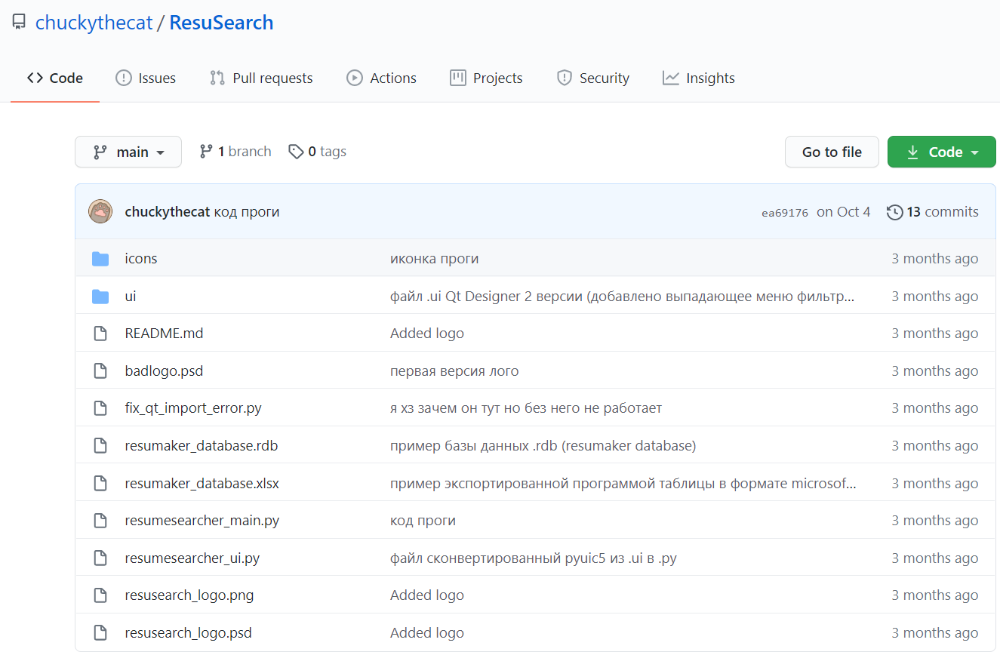 chuckythecat / ResuSearch
Code Issues Pull requests Actions Projects Security Insights
main 1 branch 0 tags Go to file Code
chuckythecat код проги ea69176 on Oct 4 13 commits
icons иконка проги 3 months ago
ui файл .ui Qt Designer 2 версии (добавлено выпадающее меню фильтр... 3 months ago
README.md Added logo 3 months ago
badlogo.psd первая версия лого 3 months ago
fix_qt_import_error.py я хз зачем он тут но без него не работает 3 months ago
resumaker_database.rdb пример базы данных .rdb (resumaker database) 3 months ago
resumaker_database.xlsx пример экспортированной программой таблицы в формате microsof... 3 months ago
resumesearcher_main.py код проги 3 months ago
resumesearcher_ui.py файл сконвертированный pyuic5 из .ui в .py 3 months ago
resusearch_logo.png Added logo 3 months ago
resusearch_logo.psd Added logo 3 months ago